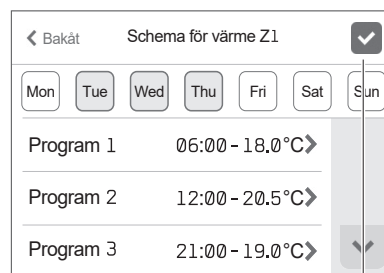 Bakåt Schema för värme Z1
Mon Tue Wed Thu Fri Sat Sun
Program 1 06:00 - 18.0°C
Program 2 12:00 - 20.5°C
Program 3 21:00 - 19.0°C